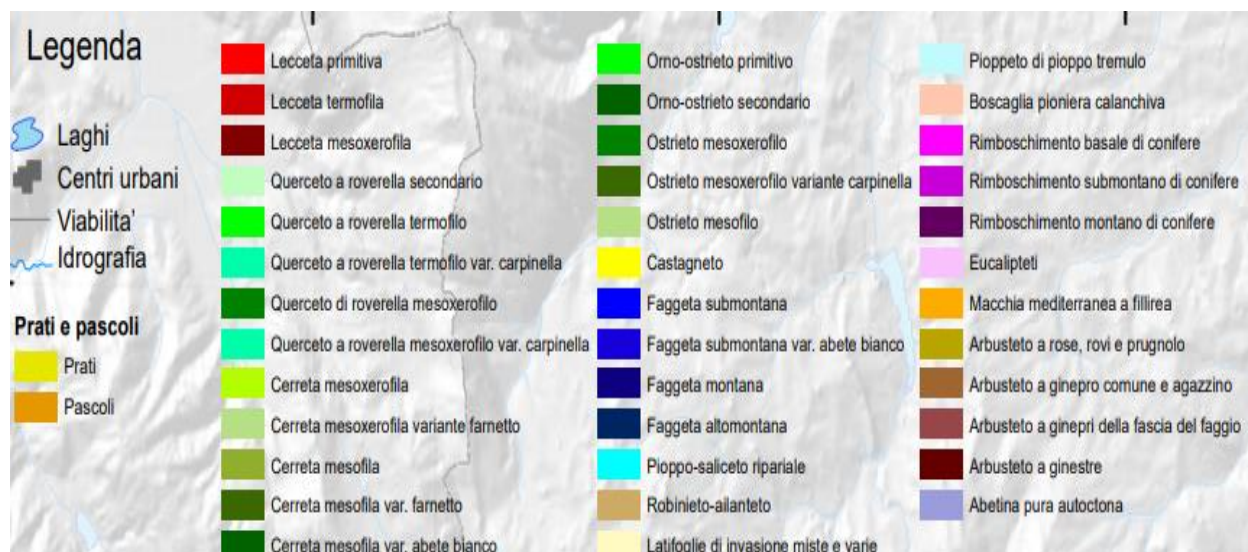 Legenda
Laghi
Centri urbani
Viabilita'
Idrografia
Prati e pascoli
Prati
Pascoli
Lecceta primitiva
Lecceta termofila
Lecceta mesoxerofila
Querceto a roverella secondario
Querceto a roverella termofilo
Querceto a roverella termofilo var. carpinella
Querceto di roverella mesoxerofilo
Querceto a roverella mesoxerofilo var. carpinella
Cerreta mesoxerofila
Cerreta mesoxerofila variante farnetto
Cerreta mesofila
Cerreta mesofila var. farnetto
Cerreta mesofila var. abete bianco
Orno-ostrieto primitivo
Orno-ostrieto secondario
Ostrieto mesoxerofilo
Ostrieto mesoxerofilo variante carpinella
Ostrieto mesofilo
Castagneto
Faggeta submontana
Faggeta submontana var. abete bianco
Faggeta montana
Faggeta altomontana
Pioppo-saliceto ripariale
Robinieto-ailanteto
Latifoglie di invasione miste e varie
Pioppeto di pioppo tremulo
Boscaglia pioniera calanchiva
Rimboschimento basale di conifere
Rimboschimento submontano di conifere
Rimboschimento montano di conifere
Eucalipteti
Macchia mediterranea a fillirea
Arbusteto a rose, rovi e prugnolo
Arbusteto a ginepro comune e agazzino
Arbusteto a ginepri della fascia del faggio
Arbusteto a ginestre
Abetina pura autoctona